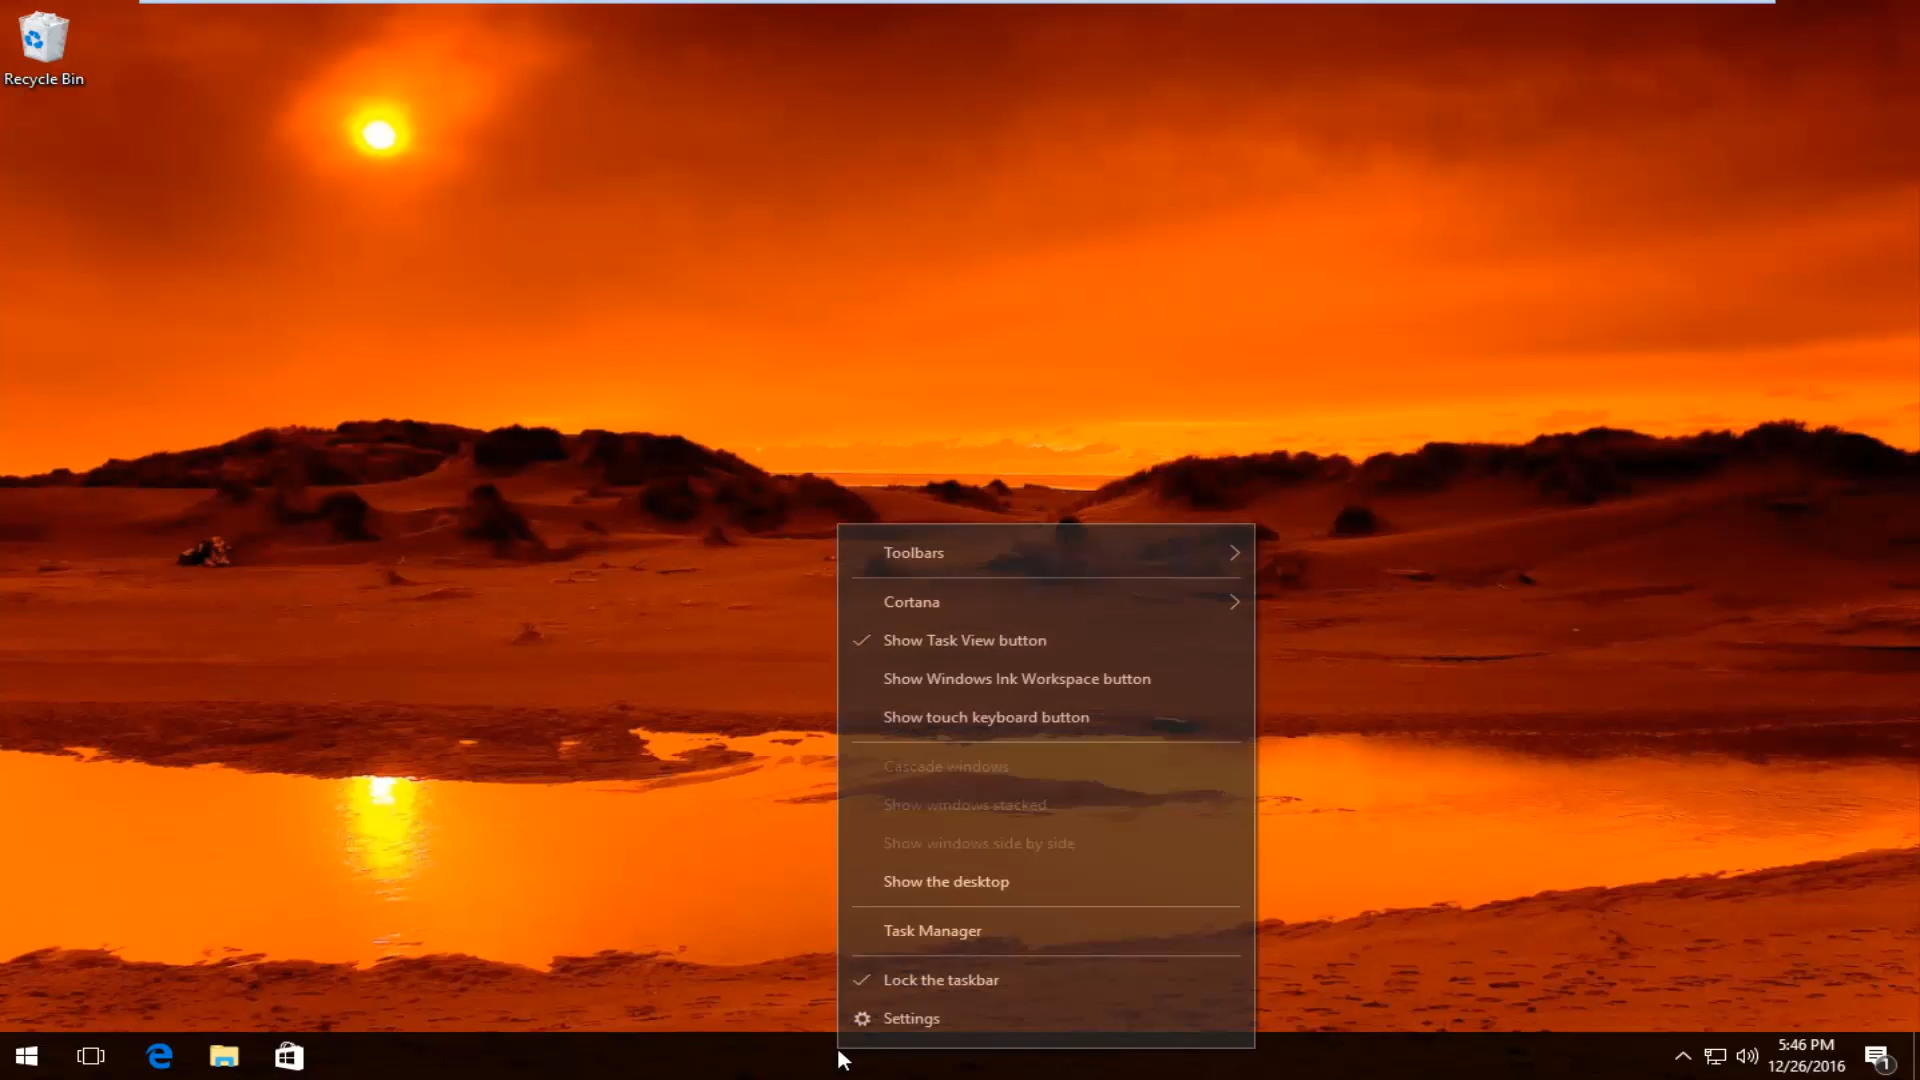 Recycle Bin
Toolbars
Cortana
Show Task View button
Show Windows Ink Workspace button
Show touch keyboard button
Cascade windows
Show windows stacked
Show windows side by side
Show the desktop
Task Manager
Lock the taskbar
Settings
5:46 PM
12/26/2016
1